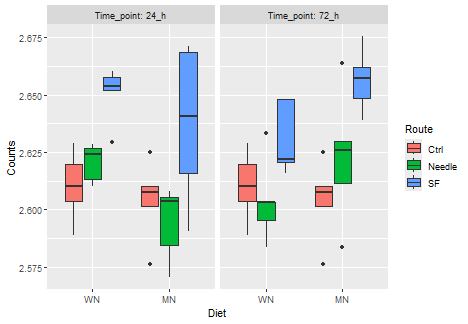 Time_point: 24_h
Time_point: 72_h
2.675
2.650
2.625
2.600
2.575
Counts
WN
MN
WN
MN
Diet
Route
Ctrl
Needle
SF